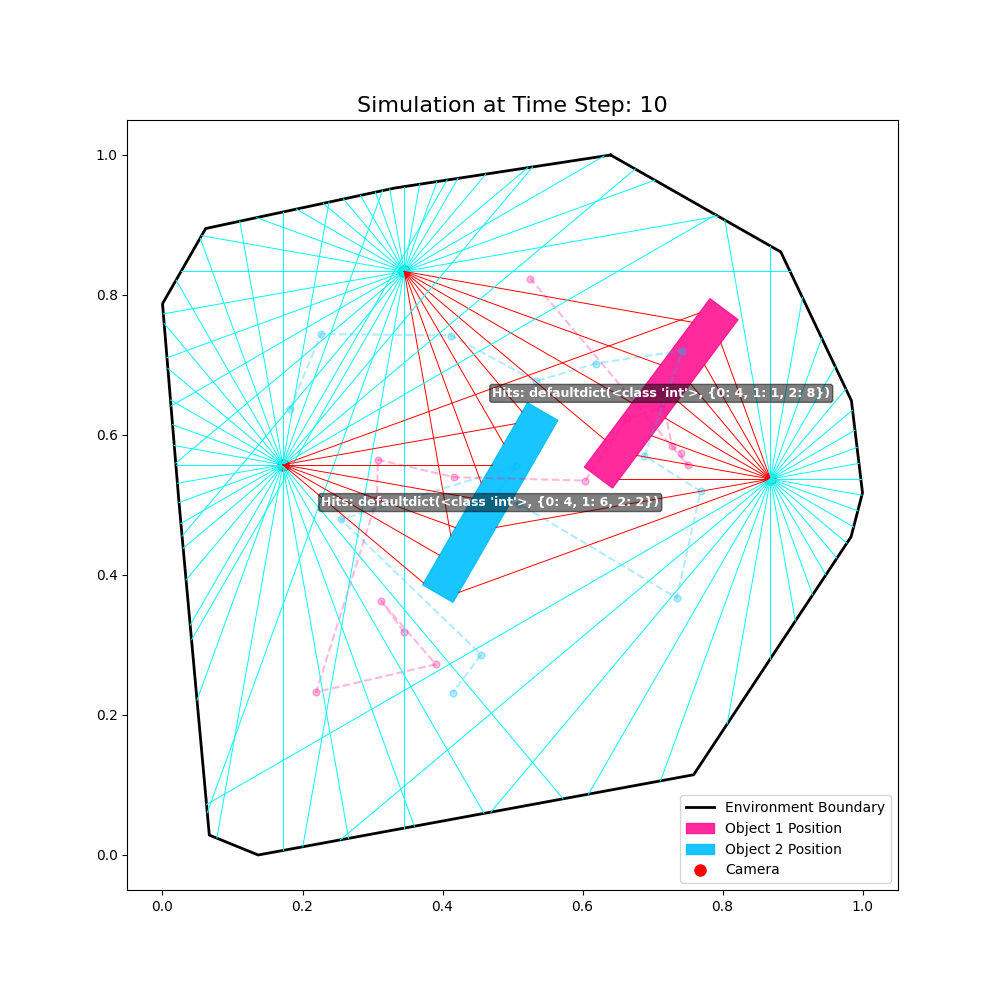 Simulation at Time Step: 10
1.0
0.8
0.6
0.4
0.2
0.0
Hits: defaultdict(<class 'int'>, {0: 4, 1: 1, 2: 8})
Hits: defaultdict(<class 'int'>, {0: 4, 1: 6, 2: 2})
Environment Boundary
Object 1 Position
Object 2 Position
Camera
0.0
0.2
0.4
0.6
0.8
1.0